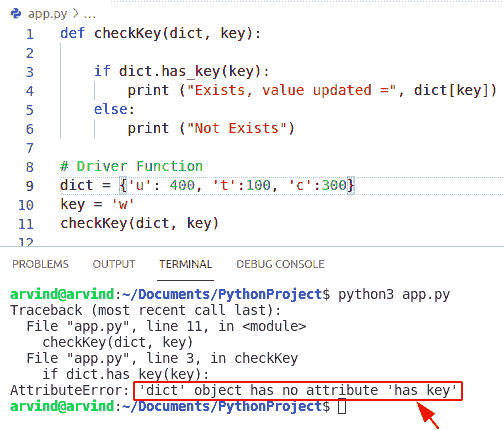 app.py > ...
1 def checkKey(dict, key):
2
3 if dict.has_key(key):
4 print ("Exists, value updated =", dict[key])
5 else:
6 print ("Not Exists")
7
8 # Driver Function
9 dict = {'u': 400, 't':100, 'c':300}
10 key = 'w'
11 checkKey(dict, key)
12
PROBLEMS OUTPUT TERMINAL DEBUG CONSOLE
arvind@arvind:~/Documents/PythonProject$ python3 app.py
Traceback (most recent call last):
File "app.py", line 11, in <module>
checkKey(dict, key)
File "app.py", line 3, in checkKey
if dict.has key(key):
AttributeError: 'dict' object has no attribute 'has key'
arvind@arvind:~/Documents/PythonProject$